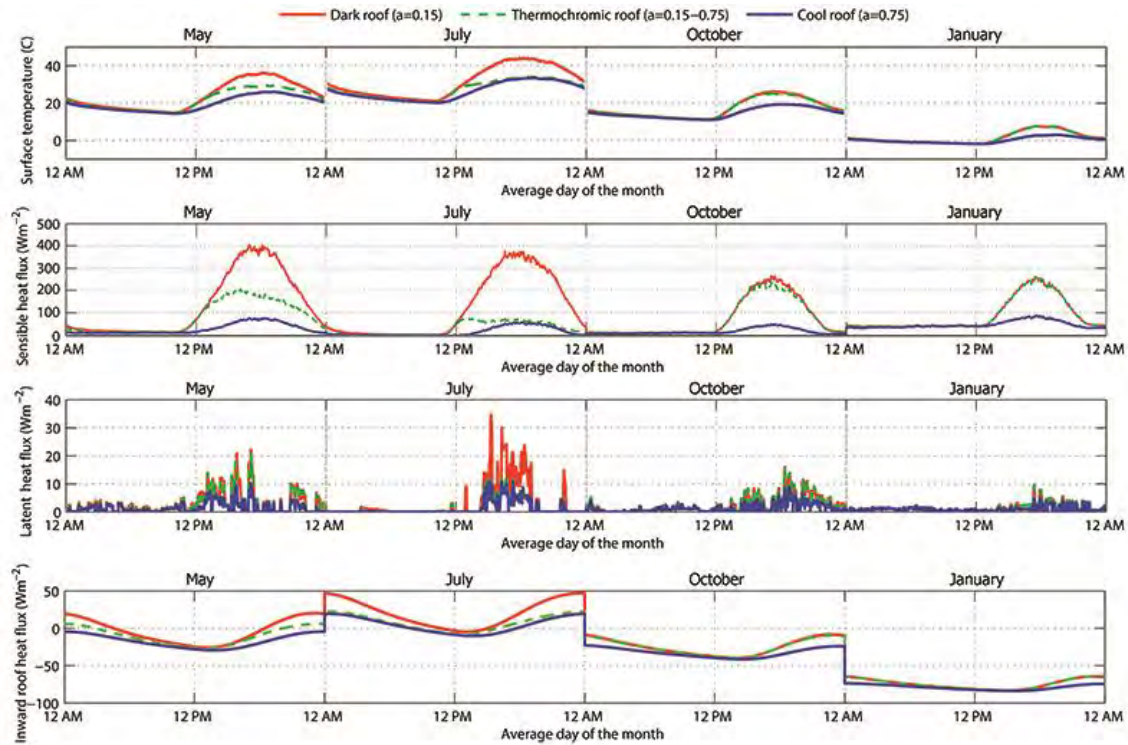 Dark roof (a=0.15) Thermochromic roof (a=0.15−0.75) Cool roof (a=0.75)
May July October January
Surface temperature (C)
40
20
0
12 AM 12 PM 12 AM 12 PM 12 AM 12 PM 12 AM 12 PM 12 AM
Average day of the month
May July October January
Sensible heat flux (Wm−2)
500
400
300
200
100
0
12 AM 12 PM 12 AM 12 PM 12 AM 12 PM 12 AM 12 PM 12 AM
Average day of the month
May July October January
Latent heat flux (Wm−2)
40
30
20
10
0
12 AM 12 PM 12 AM 12 PM 12 AM 12 PM 12 AM 12 PM 12 AM
Average day of the month
May July October January
Inward roof heat flux (Wm−2)
50
0
−50
−100
12 AM 12 PM 12 AM 12 PM 12 AM 12 PM 12 AM 12 PM 12 AM
Average day of the month